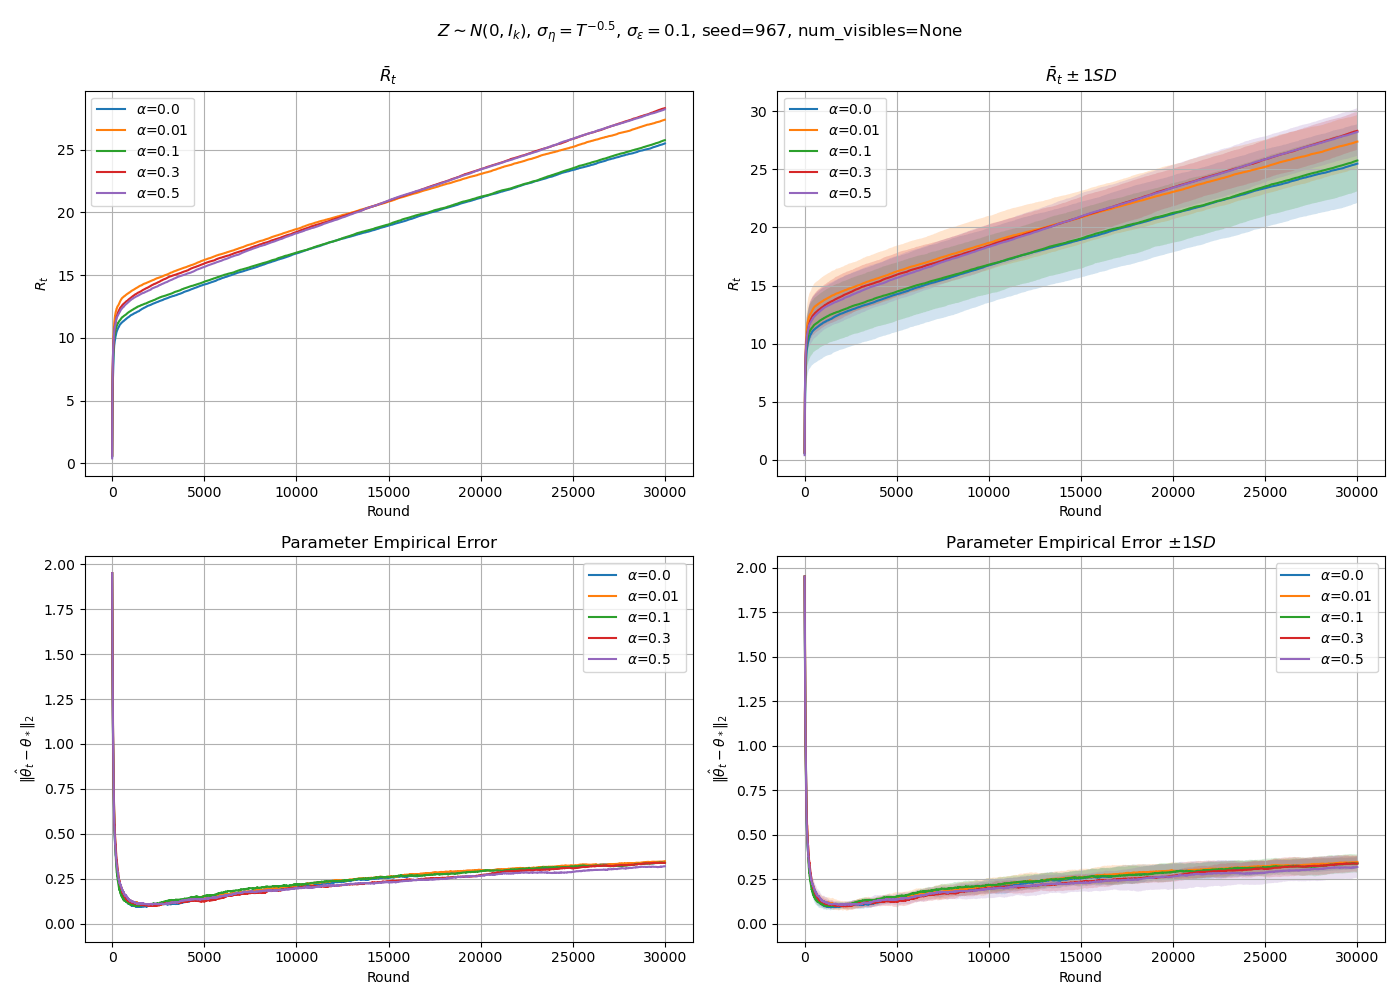 Z ∼ N(0, I_k), σ_η = T^{−0.5}, σ_ε = 0.1, seed=967, num_visibles=None
R̄_t
R_t
25
20
15
10
5
0
0 5000 10000 15000 20000 25000 30000
Round
α=0.0
α=0.01
α=0.1
α=0.3
α=0.5
R̄_t ± 1SD
R_t
30
25
20
15
10
5
0
0 5000 10000 15000 20000 25000 30000
Round
α=0.0
α=0.01
α=0.1
α=0.3
α=0.5
Parameter Empirical Error
‖θ̂_t − θ_*‖₂
2.00
1.75
1.50
1.25
1.00
0.75
0.50
0.25
0.00
0 5000 10000 15000 20000 25000 30000
Round
α=0.0
α=0.01
α=0.1
α=0.3
α=0.5
Parameter Empirical Error ±1SD
‖θ̂_t − θ_*‖₂
2.00
1.75
1.50
1.25
1.00
0.75
0.50
0.25
0.00
0 5000 10000 15000 20000 25000 30000
Round
α=0.0
α=0.01
α=0.1
α=0.3
α=0.5